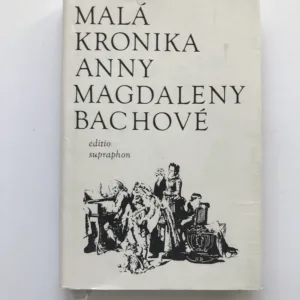 MALÁ
KRONIKA
ANNY
MAGDALENY
BACHOVÉ
editio
supraphon